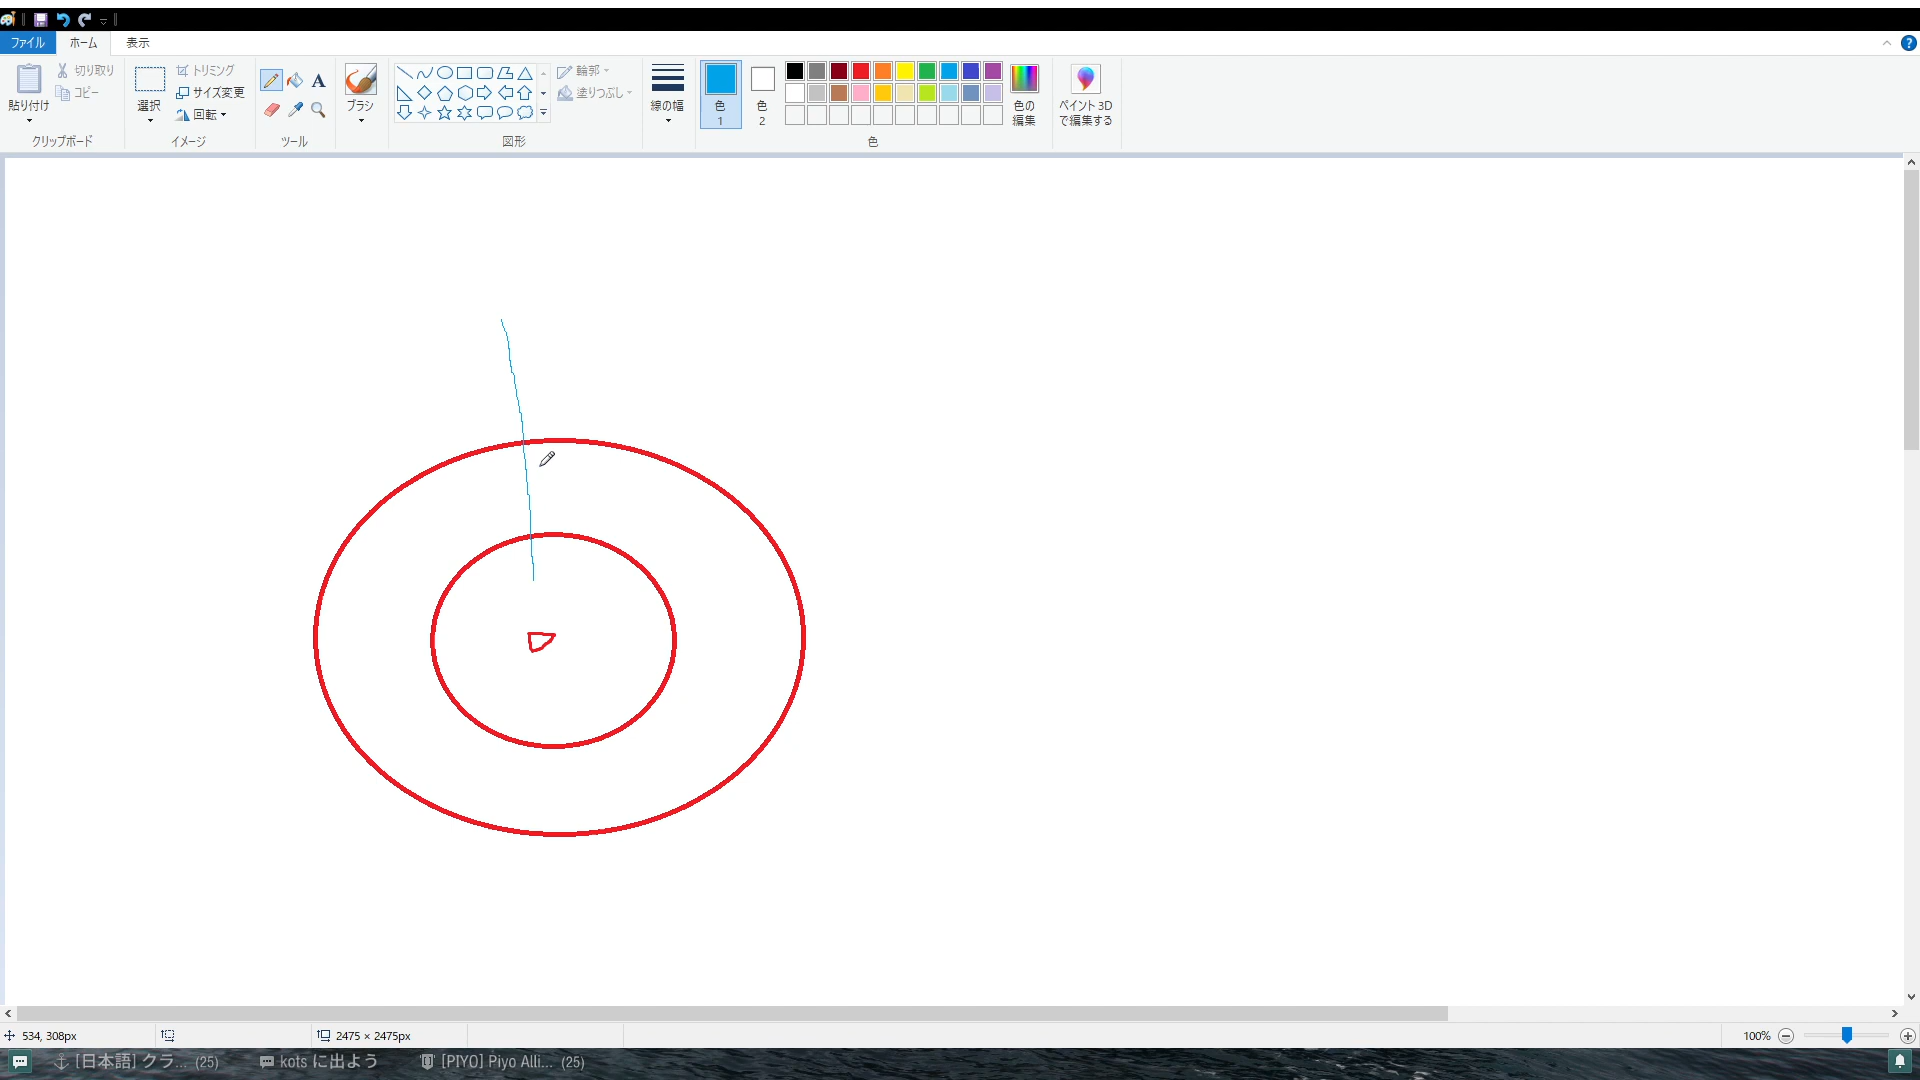 ファイル ホーム 表示
貼り付け 切り取り コピー
クリップボード
選択 トリミング サイズ変更 回転
イメージ
A
ツール
ブラシ
輪郭 塗りつぶし
図形
線の幅
色 1
色 2
色の 編集
色
ペイント 3D で編集する
534, 308px
2475 × 2475px
100%
[日本語] クラ... (25)
kots に出よう
[PIYO] Piyo Alli... (25)